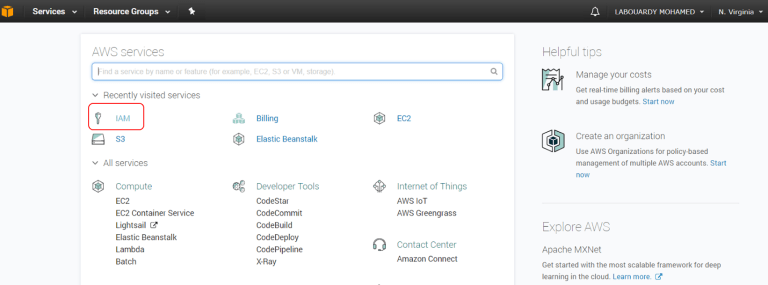 Services Resource Groups LABOUARDY MOHAMED N. Virginia
AWS services
Find a service by name or feature (for example, EC2, S3 or VM, storage).
Recently visited services
IAM Billing EC2
S3 Elastic Beanstalk
All services
Compute
EC2
EC2 Container Service
Lightsail
Elastic Beanstalk
Lambda
Batch
Developer Tools
CodeStar
CodeCommit
CodeBuild
CodeDeploy
CodePipeline
X-Ray
Internet of Things
AWS IoT
AWS Greengrass
Contact Center
Amazon Connect
Helpful tips
Manage your costs
Get real-time billing alerts based on your cost
and usage budgets. Start now
Create an organization
Use AWS Organizations for policy-based
management of multiple AWS accounts. Start
now
Explore AWS
Apache MXNet
Get started with the most scalable framework for deep
learning in the cloud. Learn more.